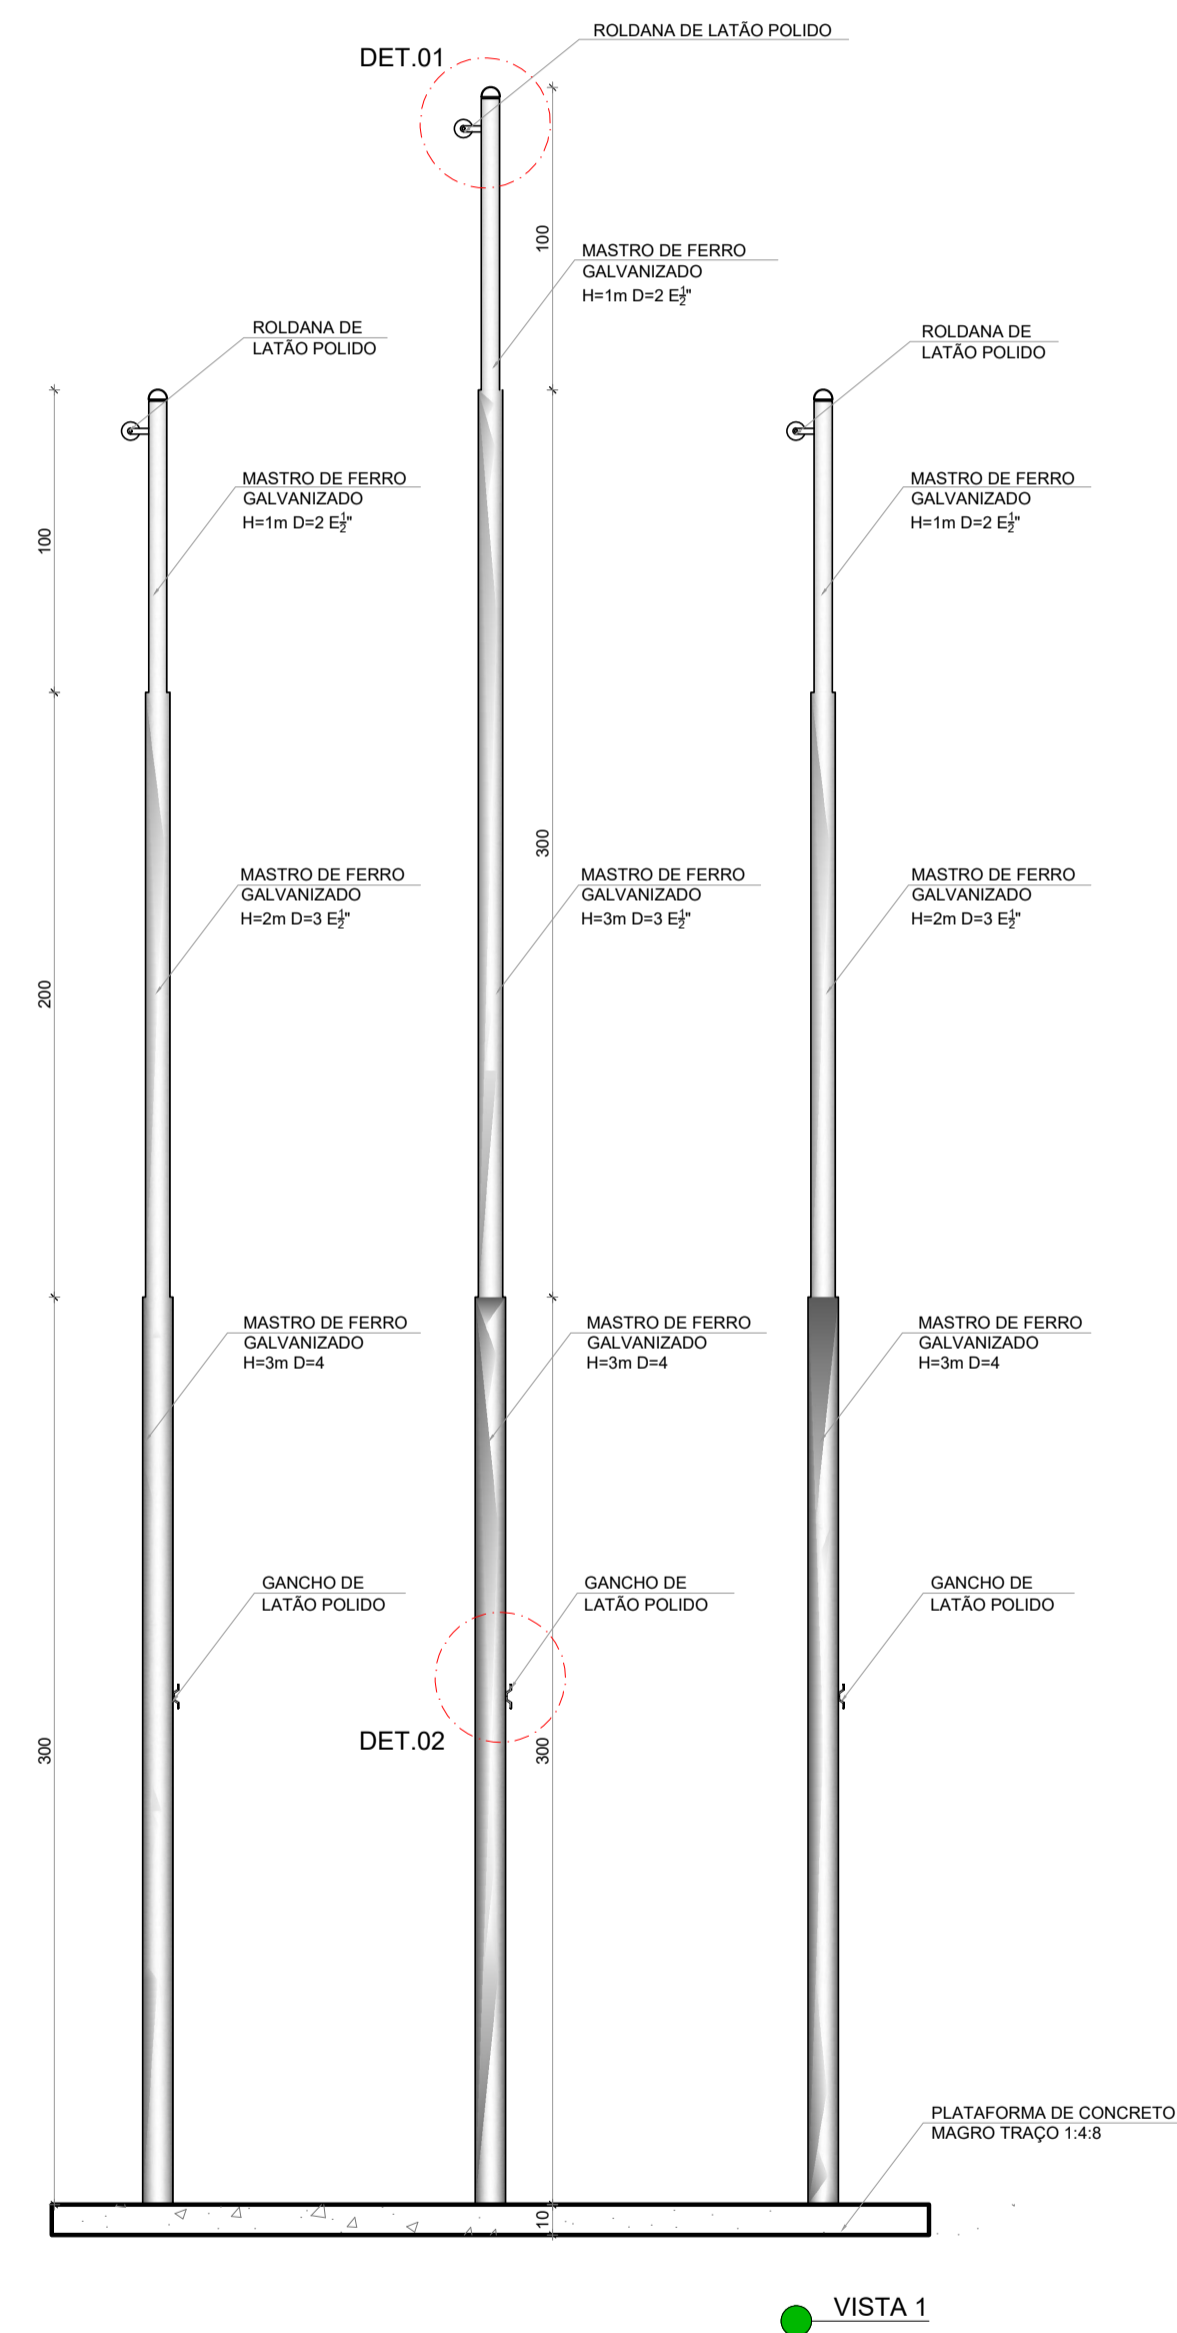 ROLDANA DE LATÃO POLIDO
DET.01
100
MASTRO DE FERRO
GALVANIZADO
H=1m D=2 E½"
ROLDANA DE
LATÃO POLIDO
ROLDANA DE
LATÃO POLIDO
MASTRO DE FERRO
GALVANIZADO
H=1m D=2 E½"
MASTRO DE FERRO
GALVANIZADO
H=1m D=2 E½"
100
300
MASTRO DE FERRO
GALVANIZADO
H=2m D=3 E½"
MASTRO DE FERRO
GALVANIZADO
H=3m D=3 E½"
MASTRO DE FERRO
GALVANIZADO
H=2m D=3 E½"
200
MASTRO DE FERRO
GALVANIZADO
H=3m D=4
MASTRO DE FERRO
GALVANIZADO
H=3m D=4
MASTRO DE FERRO
GALVANIZADO
H=3m D=4
GANCHO DE
LATÃO POLIDO
GANCHO DE
LATÃO POLIDO
GANCHO DE
LATÃO POLIDO
DET.02
300
300
PLATAFORMA DE CONCRETO
MAGRO TRAÇO 1:4:8
10
VISTA 1